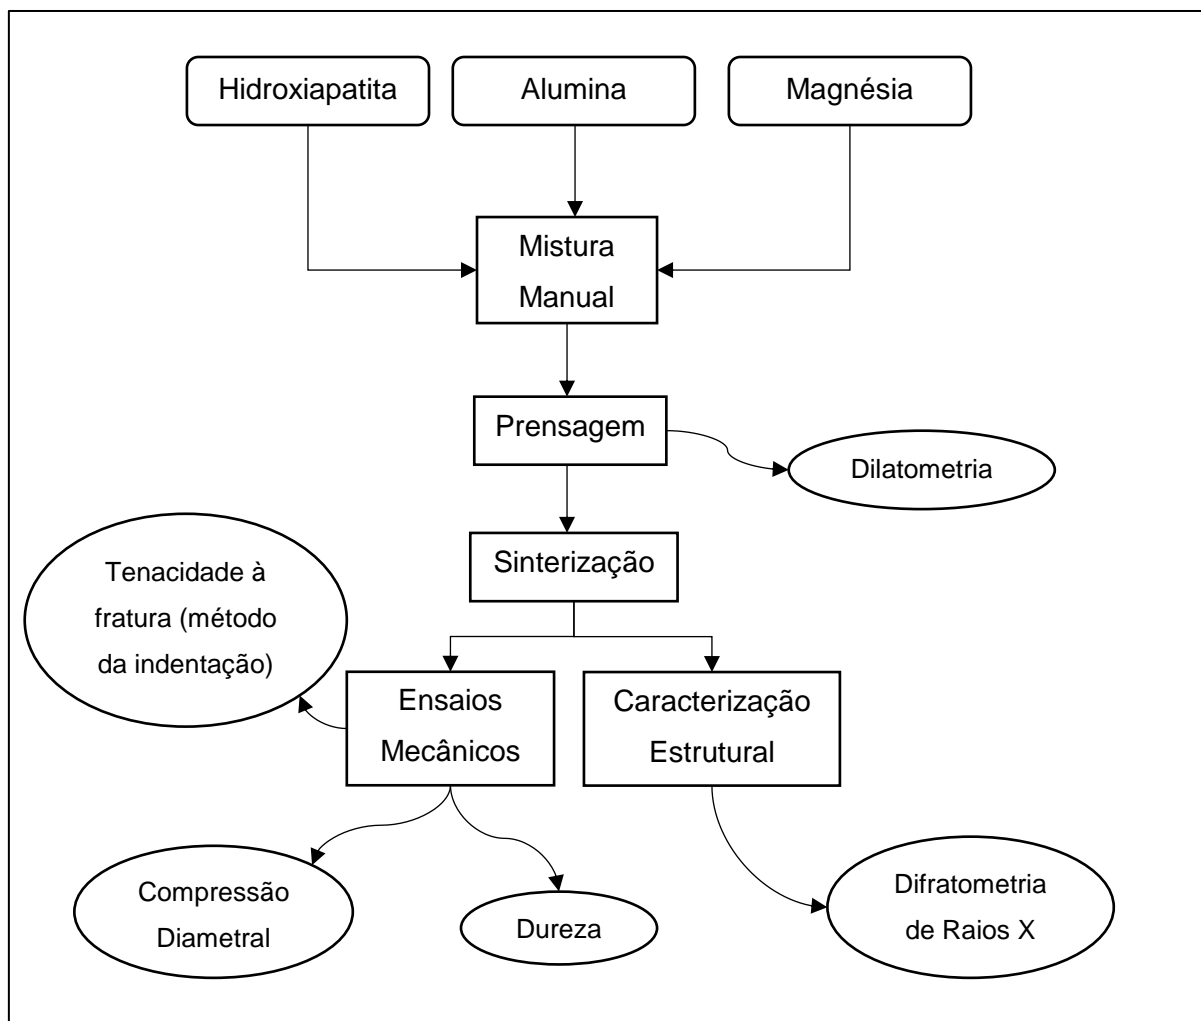 Hidroxiapatita
Alumina
Magnésia
Mistura
Manual
Prensagem
Dilatometria
Sinterização
Tenacidade à
fratura (método
da indentação)
Ensaios
Mecânicos
Caracterização
Estrutural
Compressão
Diametral
Dureza
Difratometria
de Raios X